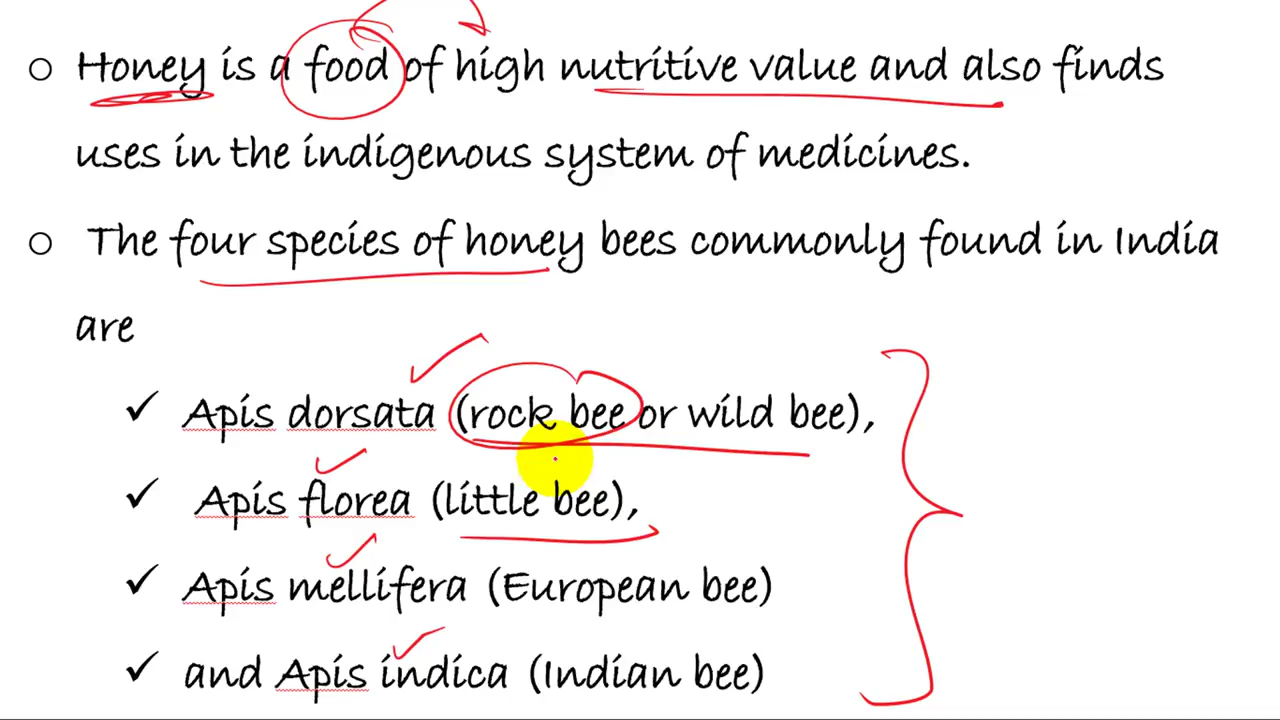 ○ Honey is a food of high nutritive value and also finds
uses in the indigenous system of medicines.
○ The four species of honey bees commonly found in India
are
✓ Apis dorsata (rock bee or wild bee),
✓ Apis florea (little bee),
✓ Apis mellifera (European bee)
✓ and Apis indica (Indian bee)